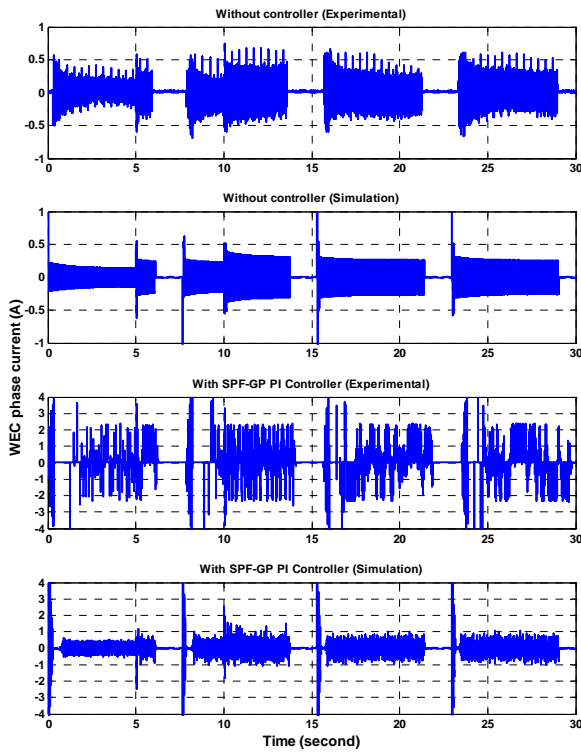 Without controller (Experimental)
1
0.5
0
-0.5
-1
0 5 10 15 20 25 30
Without controller (Simulation)
1
0.5
0
-0.5
-1
0 5 10 15 20 25 30
WEC phase current (A)
With SPF-GP PI Controller (Experimental)
4
3
2
1
0
-1
-2
-3
-4
0 5 10 15 20 25 30
With SPF-GP PI Controller (Simulation)
4
3
2
1
0
-1
-2
-3
-4
0 5 10 15 20 25 30
Time (second)